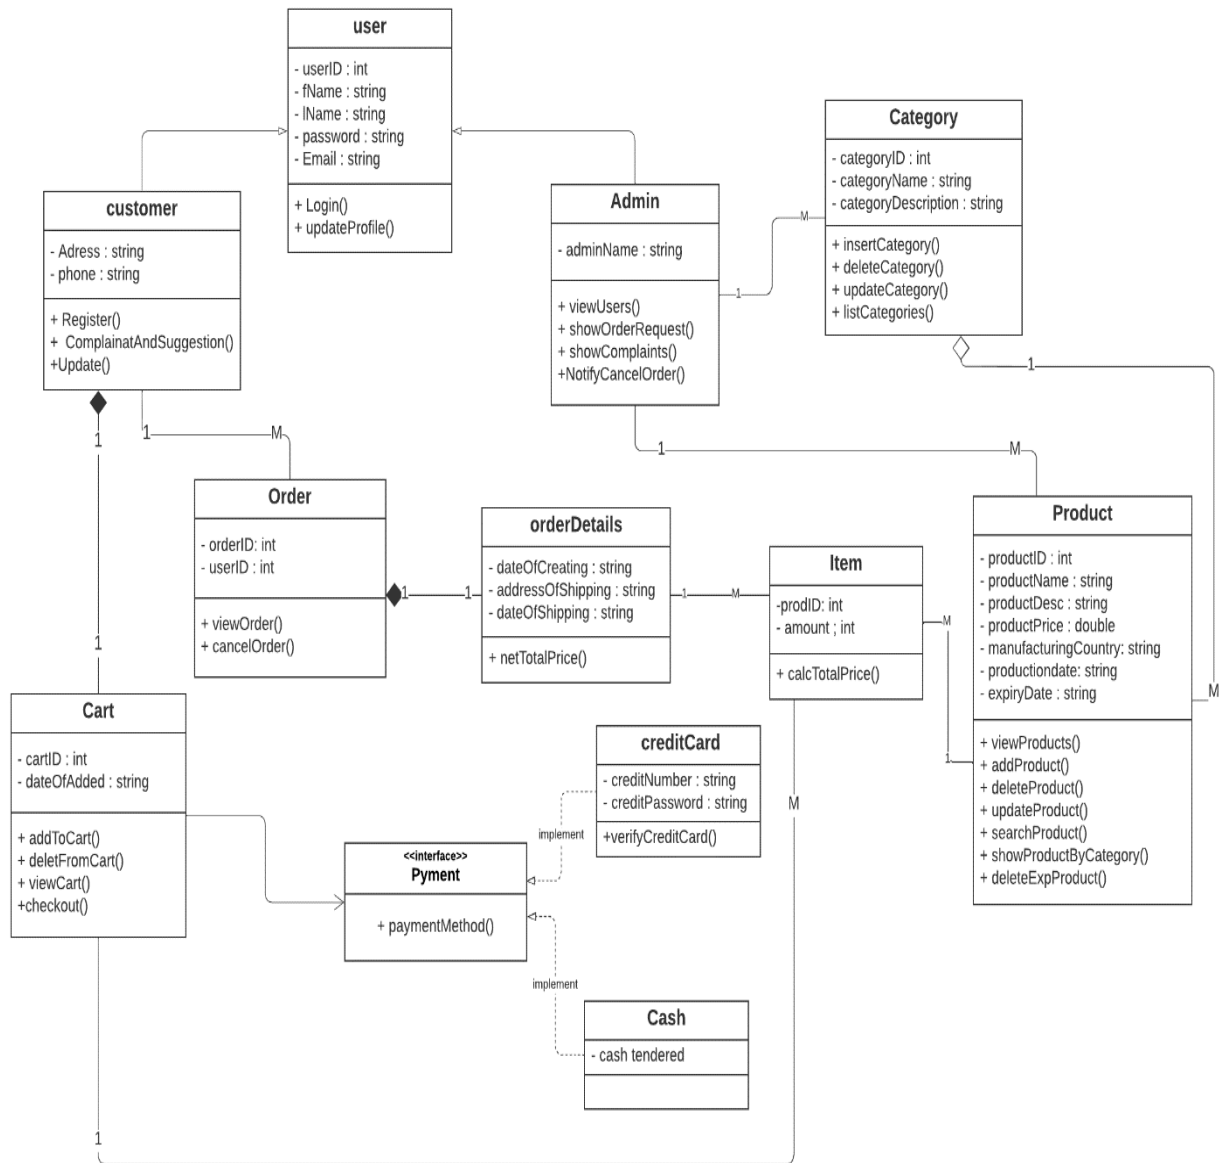 user
- userID : int
- fName : string
- lName : string
- password : string
- Email : string
+ Login()
+ updateProfile()
customer
- Adress : string
- phone : string
+ Register()
+ ComplainatAndSuggestion()
+Update()
Admin
- adminName : string
+ viewUsers()
+ showOrderRequest()
+ showComplaints()
+NotifyCancelOrder()
Category
- categoryID : int
- categoryName : string
- categoryDescription : string
+ insertCategory()
+ deleteCategory()
+ updateCategory()
+ listCategories()
M
1
1
1
M
1
1
M
Order
- orderID: int
- userID : int
+ viewOrder()
+ cancelOrder()
1
1
orderDetails
- dateOfCreating : string
- addressOfShipping : string
- dateOfShipping : string
+ netTotalPrice()
1
M
Item
-prodID: int
- amount ; int
+ calcTotalPrice()
M
1
Product
- productID : int
- productName : string
- productDesc : string
- productPrice : double
- manufacturingCountry: string
- productiondate: string
- expiryDate : string
+ viewProducts()
+ addProduct()
+ deleteProduct()
+ updateProduct()
+ searchProduct()
+ showProductByCategory()
+ deleteExpProduct()
M
1
Cart
- cartID : int
- dateOfAdded : string
+ addToCart()
+ deletFromCart()
+ viewCart()
+checkout()
creditCard
- creditNumber : string
- creditPassword : string
+verifyCreditCard()
implement
<<interface>>
Pyment
+ paymentMethod()
implement
Cash
- cash tendered
M
1